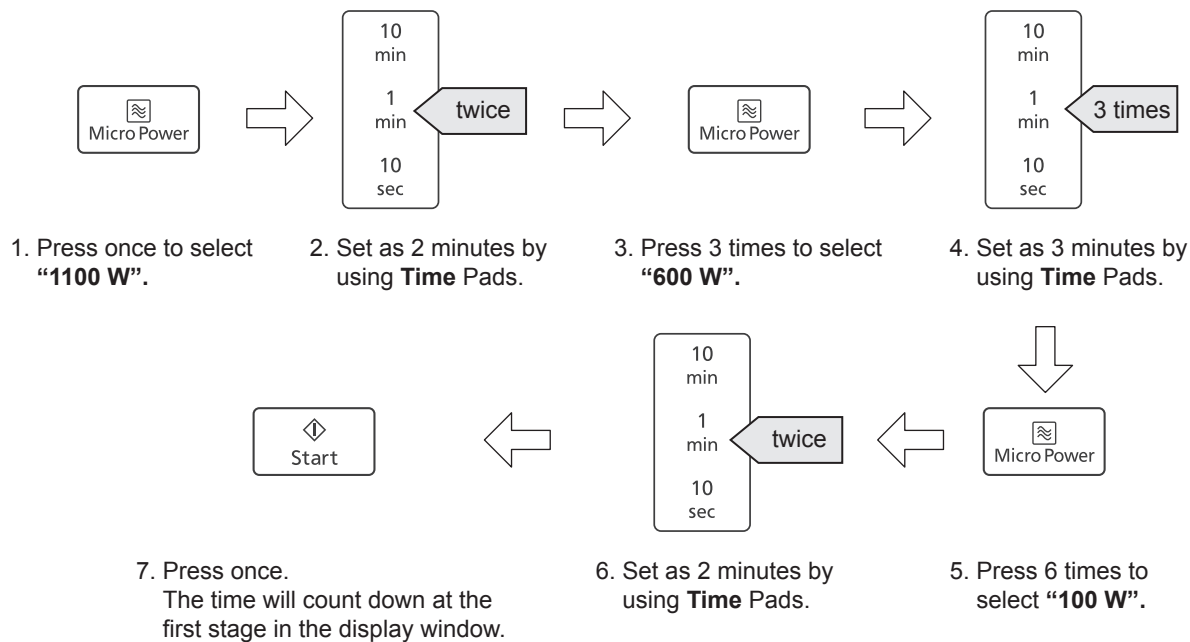 Micro Power
10
min
1
min
10
sec
twice
Micro Power
10
min
1
min
10
sec
3 times
1. Press once to select
“1100 W”.
2. Set as 2 minutes by
using Time Pads.
3. Press 3 times to select
“600 W”.
4. Set as 3 minutes by
using Time Pads.
Micro Power
10
min
1
min
10
sec
twice
Start
5. Press 6 times to
select “100 W”.
6. Set as 2 minutes by
using Time Pads.
7. Press once.
The time will count down at the
first stage in the display window.